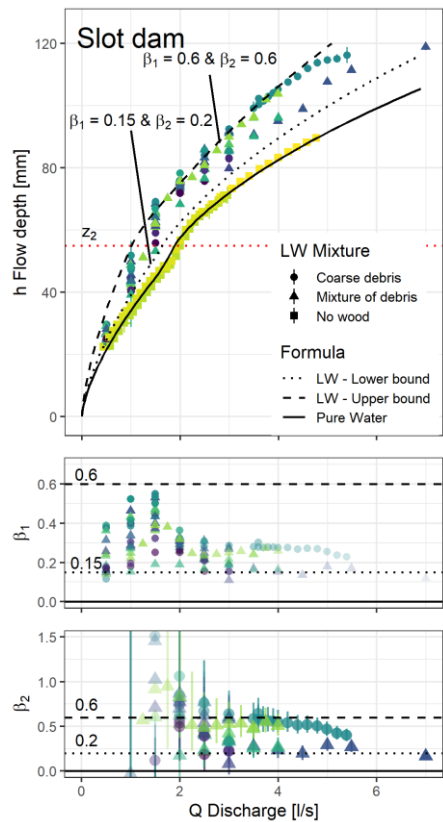 Slot dam
β1 = 0.6 & β2 = 0.6
β1 = 0.15 & β2 = 0.2
z2
h Flow depth [mm]
120
80
40
0
LW Mixture
Coarse debris
Mixture of debris
No wood
Formula
LW - Lower bound
LW - Upper bound
Pure Water
β1
0.6
0.4
0.2
0.0
0.6
0.15
β2
1.5
1.0
0.5
0.0
0.6
0.2
0 2 4 6
Q Discharge [l/s]